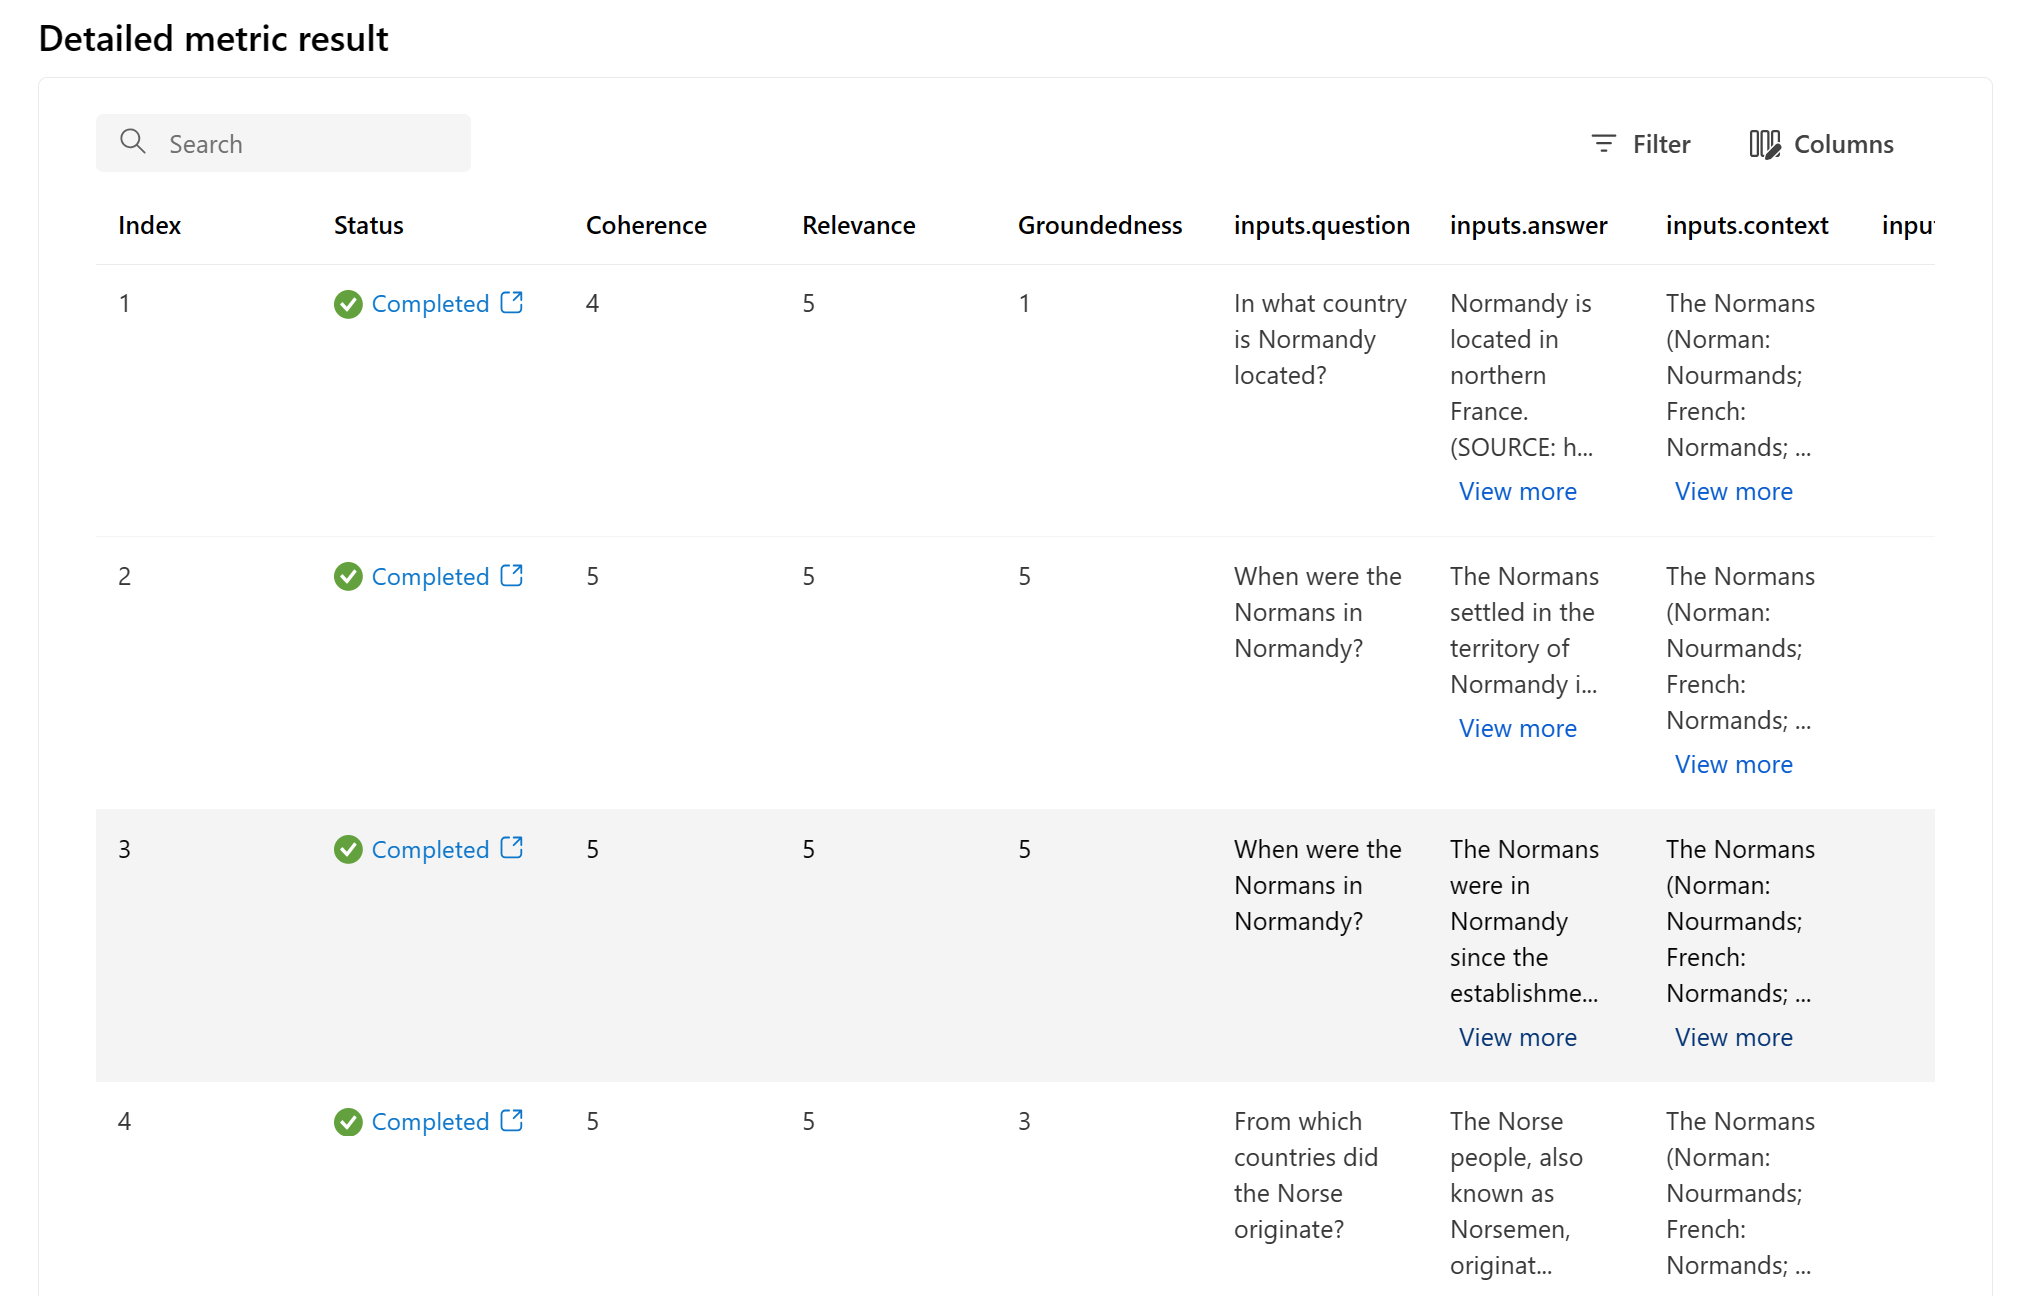 Detailed metric result
Search
Filter
Columns
Index Status Coherence Relevance Groundedness inputs.question inputs.answer inputs.context
1 Completed 4 5 1
In what country
is Normandy
located?
Normandy is
located in
northern
France.
(SOURCE: h...
View more
The Normans
(Norman:
Nourmands;
French:
Normands; ...
View more
2 Completed 5 5 5
When were the
Normans in
Normandy?
The Normans
settled in the
territory of
Normandy i...
View more
The Normans
(Norman:
Nourmands;
French:
Normands; ...
View more
3 Completed 5 5 5
When were the
Normans in
Normandy?
The Normans
were in
Normandy
since the
establishme...
View more
The Normans
(Norman:
Nourmands;
French:
Normands; ...
View more
4 Completed 5 5 3
From which
countries did
the Norse
originate?
The Norse
people, also
known as
Norsemen,
originat...
The Normans
(Norman:
Nourmands;
French:
Normands; ...